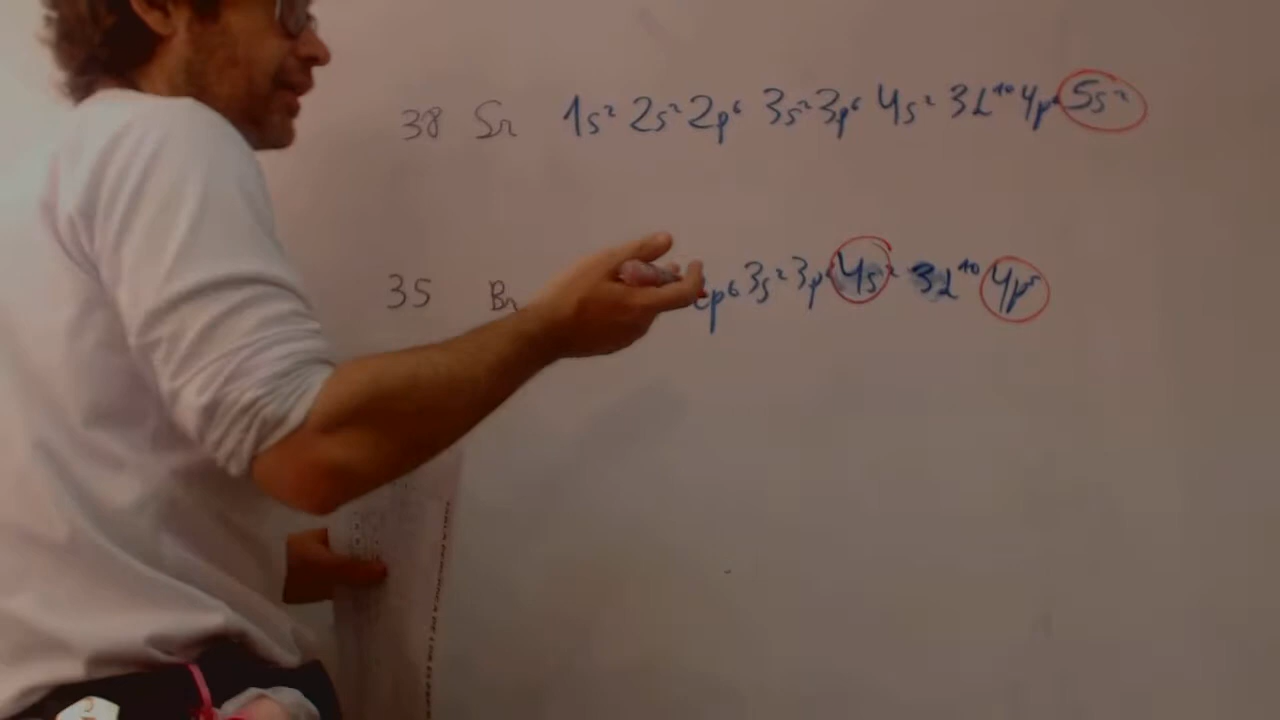 38 Sr 1s² 2s² 2p⁶ 3s² 3p⁶ 4s² 3d¹⁰ 4p⁶ 5s²
35 Br p⁶ 3s² 3p⁶ 4s² 3d¹⁰ 4p⁵